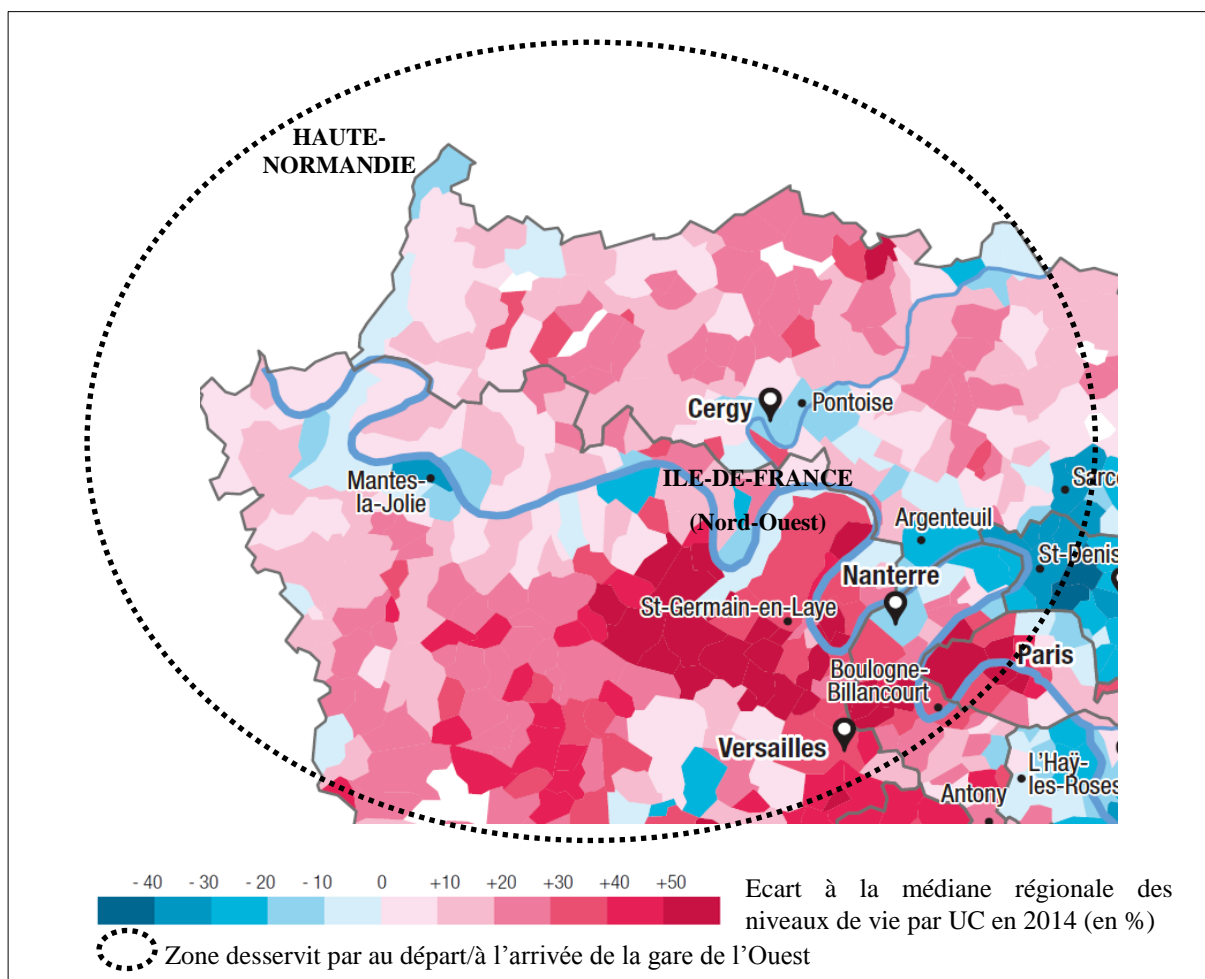 HAUTE-
NORMANDIE
Cergy
Pontoise
ILE-DE-FRANCE
(Nord-Ouest)
Mantes-
la-Jolie
Sarce
Argenteuil
St-Denis
Nanterre
St-Germain-en-Laye
Paris
Boulogne-
Billancourt
Versailles
L'Haÿ-
les-Roses
Antony
- 40 - 30 - 20 - 10 0 +10 +20 +30 +40 +50
Ecart à la médiane régionale des
niveaux de vie par UC en 2014 (en %)
Zone desservit par au départ/à l’arrivée de la gare de l’Ouest